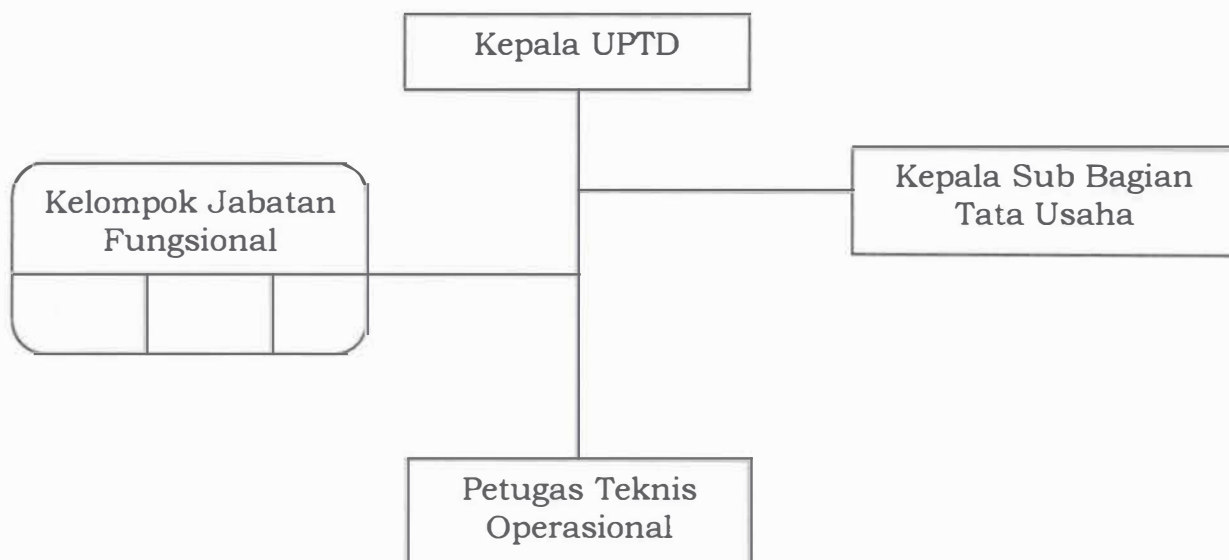 Kepala UPTD
Kelompok Jabatan
Fungsional
Kepala Sub Bagian
Tata Usaha
Petugas Teknis
Operasional